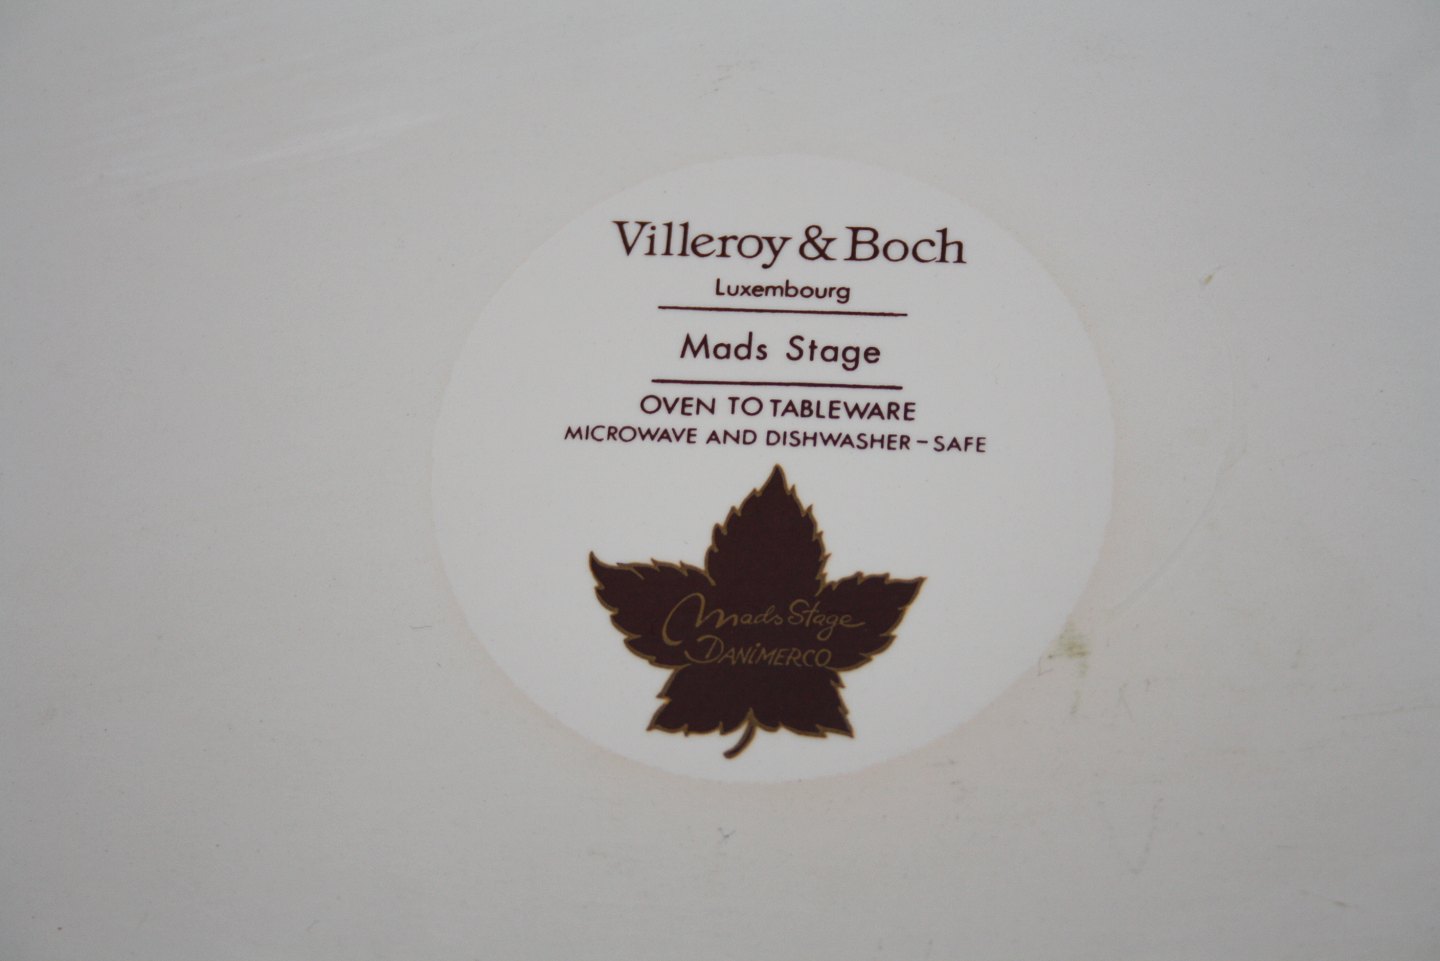 Villeroy & Boch
Luxembourg
Mads Stage
OVEN TO TABLEWARE
MICROWAVE AND DISHWASHER – SAFE
Mads Stage
DANIMERCO